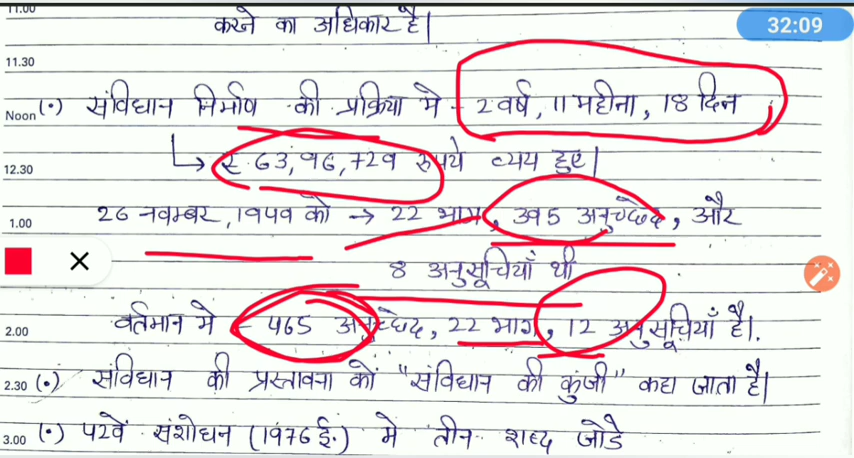 11.00
करने का अधिकार है|
32:09
11.30
Noon (•) संविधान निर्माण की प्रक्रिया मे - 2 वर्ष, 11 महीना, 18 दिन
12.30 ↳ ₹ 63,96,729 रुपये व्यय हुए|
1.00 26 नवम्बर, 1949 को → 22 भाग, 395 अनुच्छेद, और
8 अनुसूचियाँ थी
2.00 वर्तमान मे - 465 अनुच्छेद, 22 भाग, 12 अनुसूचियाँ है|.
2.30 (•) संविधान की प्रस्तावना को "संविधान की कुंजी" कहा जाता है|
3.00 (•) 42वें संशोधन (1976 ई.) मे तीन शब्द जोडे